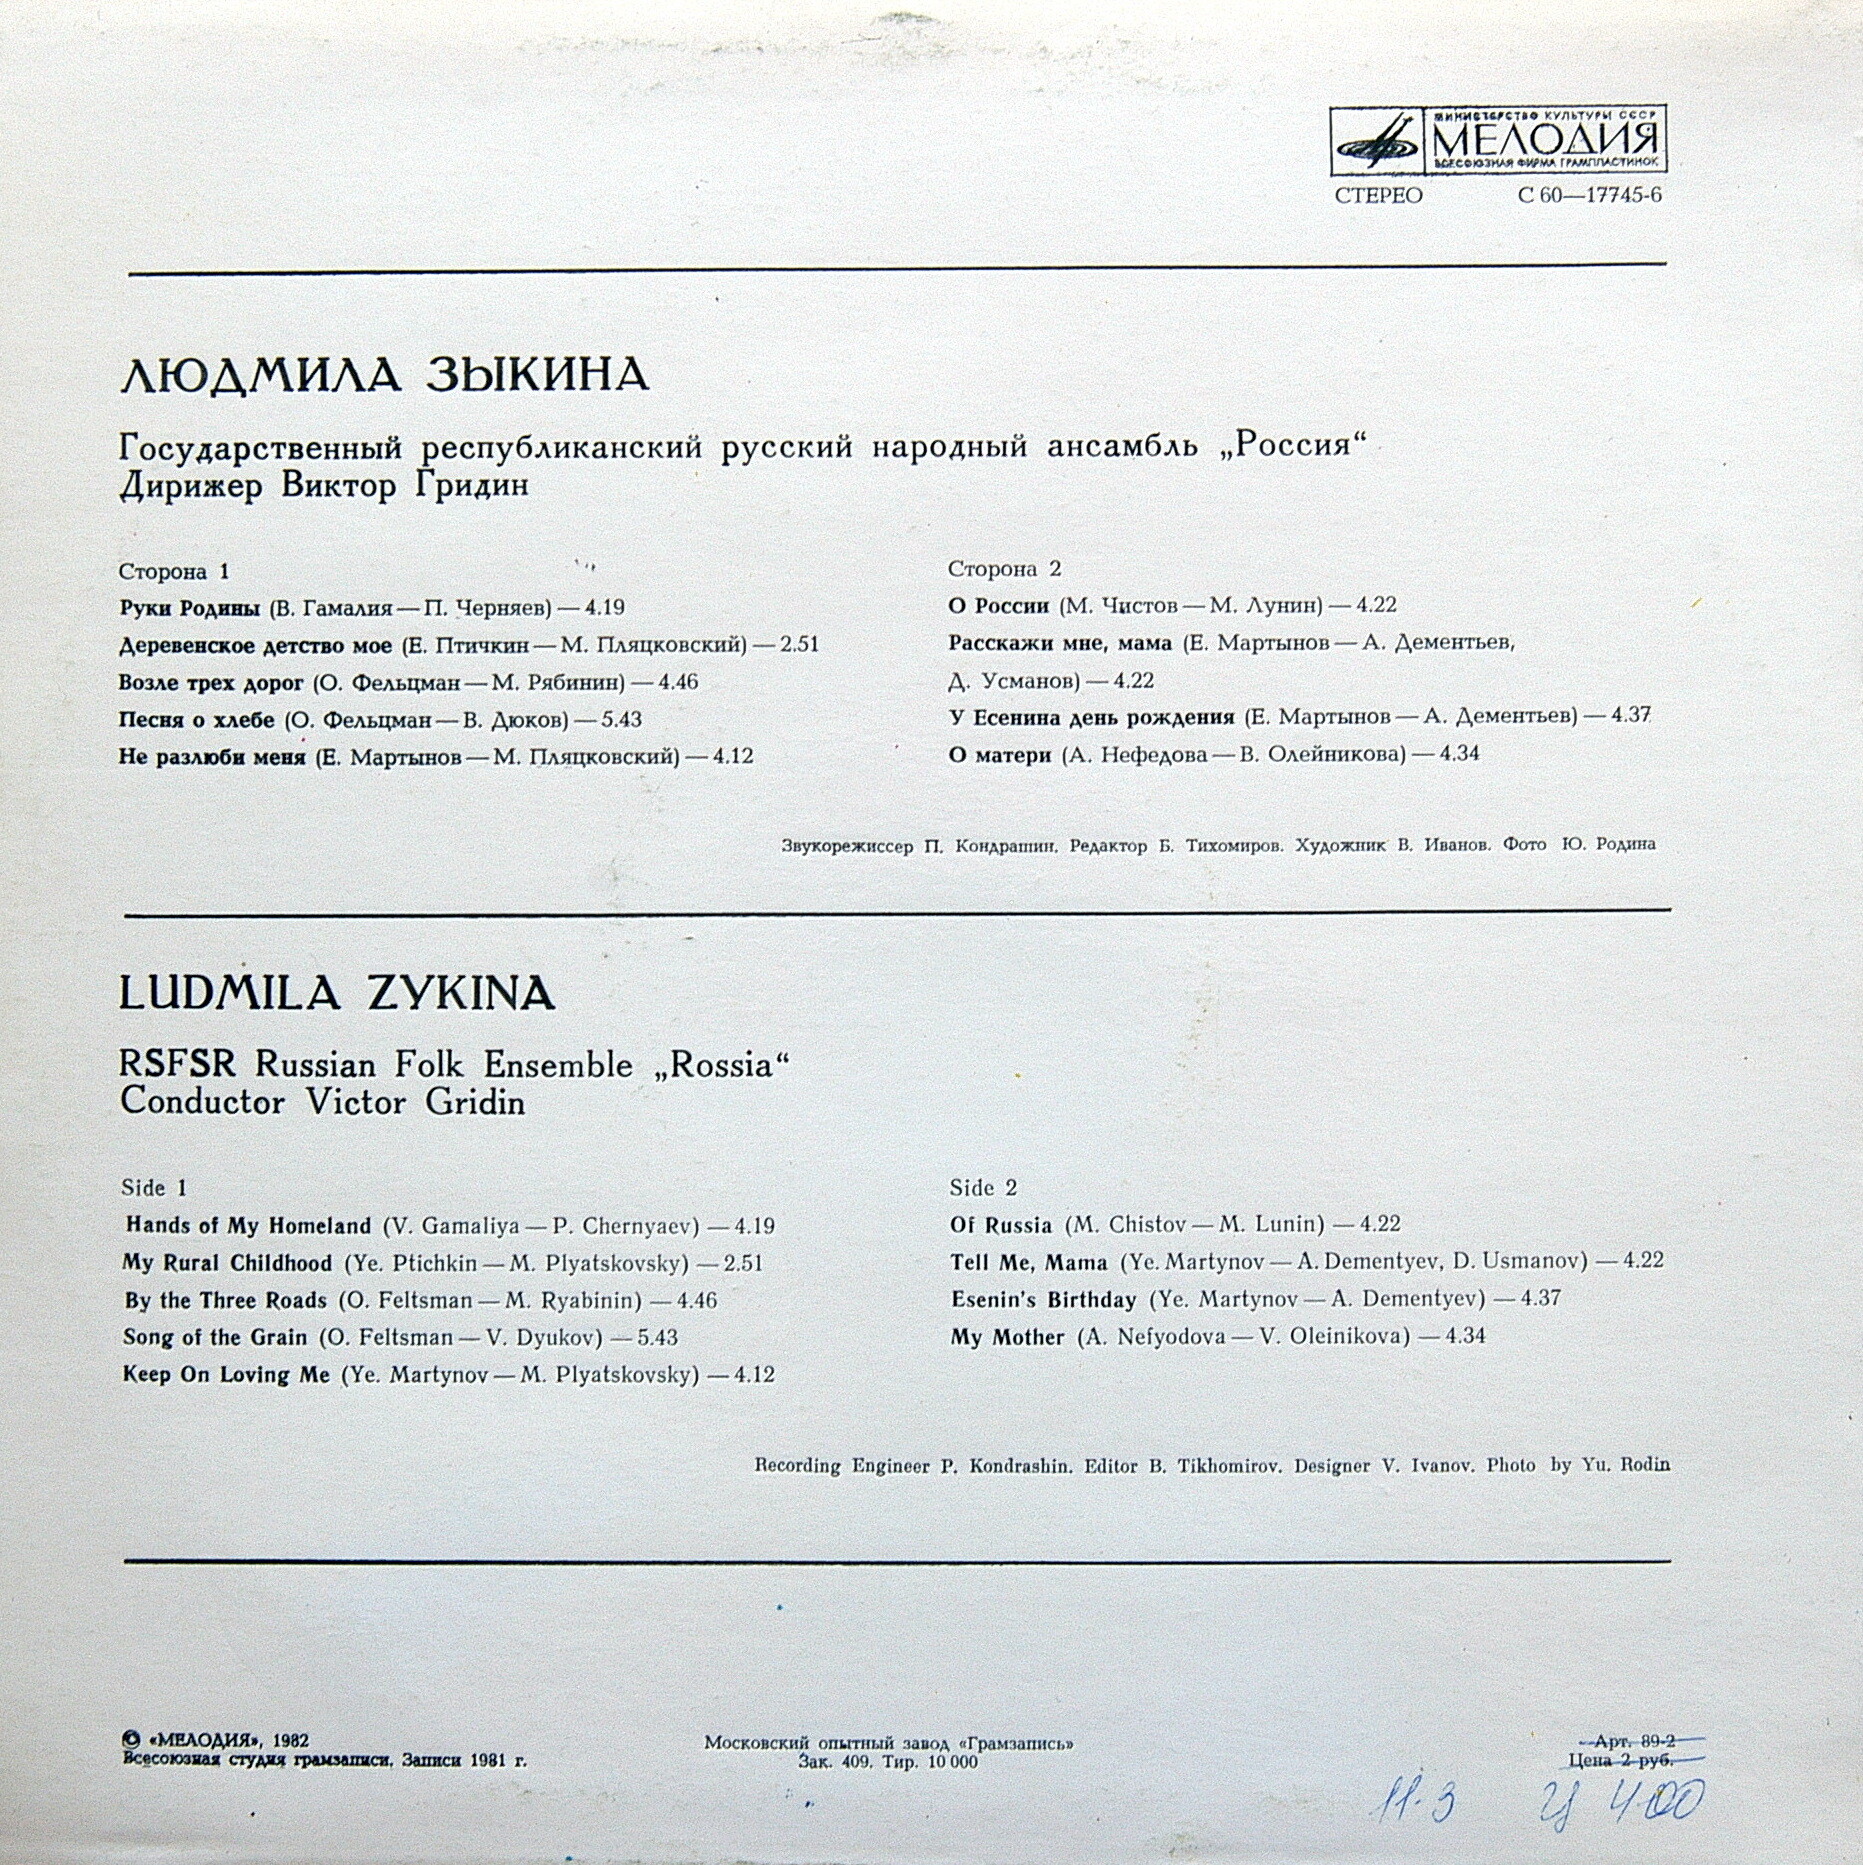 МИНИСТЕРСТВО КУЛЬТУРЫ СССР
МЕЛОДИЯ
ВСЕСОЮЗНАЯ ФИРМА ГРАМПЛАСТИНОК
СТЕРЕО С 60—17745-6
ЛЮДМИЛА ЗЫКИНА
Государственный республиканский русский народный ансамбль „Россия“
Дирижер Виктор Гридин
Сторона 1
Руки Родины (В. Гамалия — П. Черняев) — 4.19
Деревенское детство мое (Е. Птичкин — М. Пляцковский) — 2.51
Возле трех дорог (О. Фельцман — М. Рябинин) — 4.46
Песня о хлебе (О. Фельцман — В. Дюков) — 5.43
Не разлюби меня (Е. Мартынов — М. Пляцковский) — 4.12
Сторона 2
О России (М. Чистов — М. Лунин) — 4.22
Расскажи мне, мама (Е. Мартынов — А. Дементьев,
Д. Усманов) — 4.22
У Есенина день рождения (Е. Мартынов — А. Дементьев) — 4.37
О матери (А. Нефедова — В. Олейникова) — 4.34
Звукорежиссер П. Кондрашин. Редактор Б. Тихомиров. Художник В. Иванов. Фото Ю. Родина
LUDMILA ZYKINA
RSFSR Russian Folk Ensemble „Rossia“
Conductor Victor Gridin
Side 1
Hands of My Homeland (V. Gamaliya — P. Chernyaev) — 4.19
My Rural Childhood (Ye. Ptichkin — M. Plyatskovsky) — 2.51
By the Three Roads (O. Feltsman — M. Ryabinin) — 4.46
Song of the Grain (O. Feltsman — V. Dyukov) — 5.43
Keep On Loving Me (Ye. Martynov — M. Plyatskovsky) — 4.12
Side 2
Of Russia (M. Chistov — M. Lunin) — 4.22
Tell Me, Mama (Ye. Martynov — A. Dementyev, D. Usmanov) — 4.22
Esenin's Birthday (Ye. Martynov — A. Dementyev) — 4.37
My Mother (A. Nefyodova — V. Oleinikova) — 4.34
Recording Engineer P. Kondrashin. Editor B. Tikhomirov. Designer V. Ivanov. Photo by Yu. Rodin
© «МЕЛОДИЯ», 1982
Всесоюзная студия грамзаписи. Записи 1981 г.
Московский опытный завод «Грамзапись»
Зак. 409. Тир. 10 000
Арт. 89-2
Цена 2 руб.
11.3 Ц 400